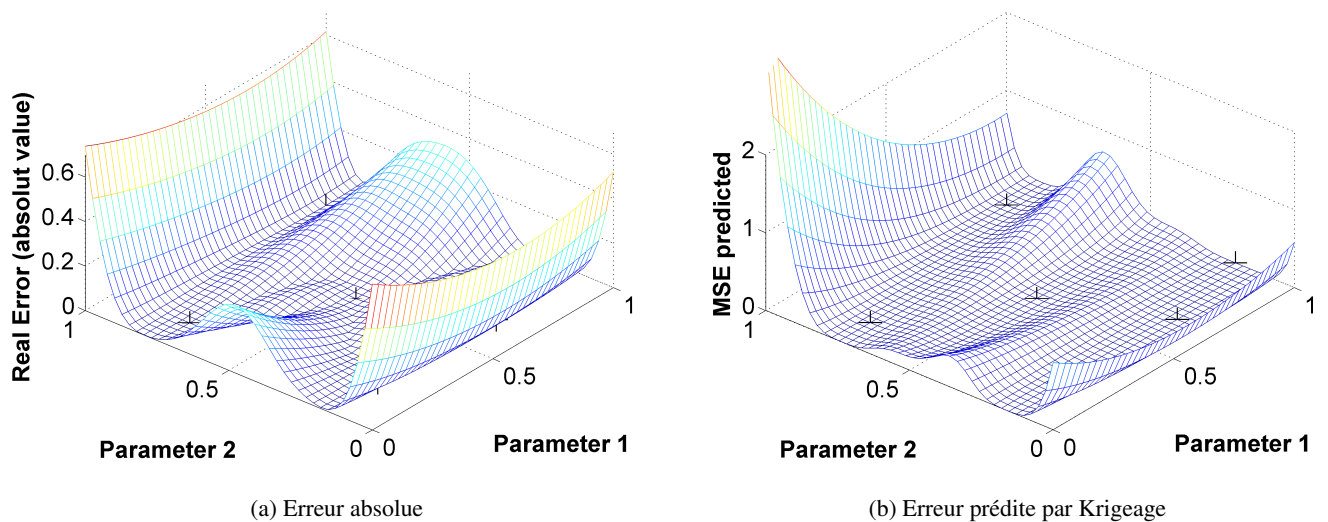 Real Error (absolut value)
0.6
0.4
0.2
0
1
0.5
0
Parameter 2
0
0.5
1
Parameter 1
(a) Erreur absolue
MSE predicted
2
1
0
1
0.5
0
Parameter 2
0
0.5
1
Parameter 1
(b) Erreur prédite par Krigeage